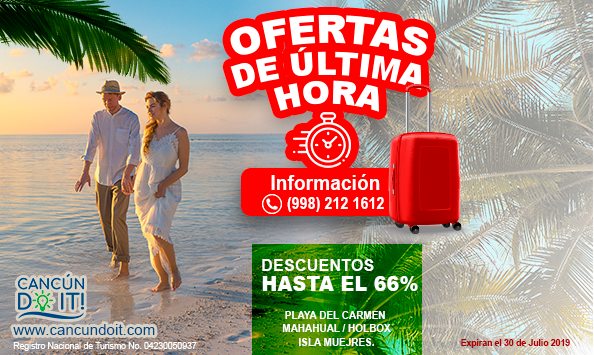 OFERTAS
DE ÚLTIMA
HORA
Información
(998) 212 1612
DESCUENTOS
HASTA EL 66%
PLAYA DEL CARMEN
MAHAHUAL / HOLBOX
ISLA MUEJRES.
CANCÚN
DO IT!
www.cancundoit.com
Registro Nacional de Turismo No. 04230050937
Expiran el 30 de Julio 2019